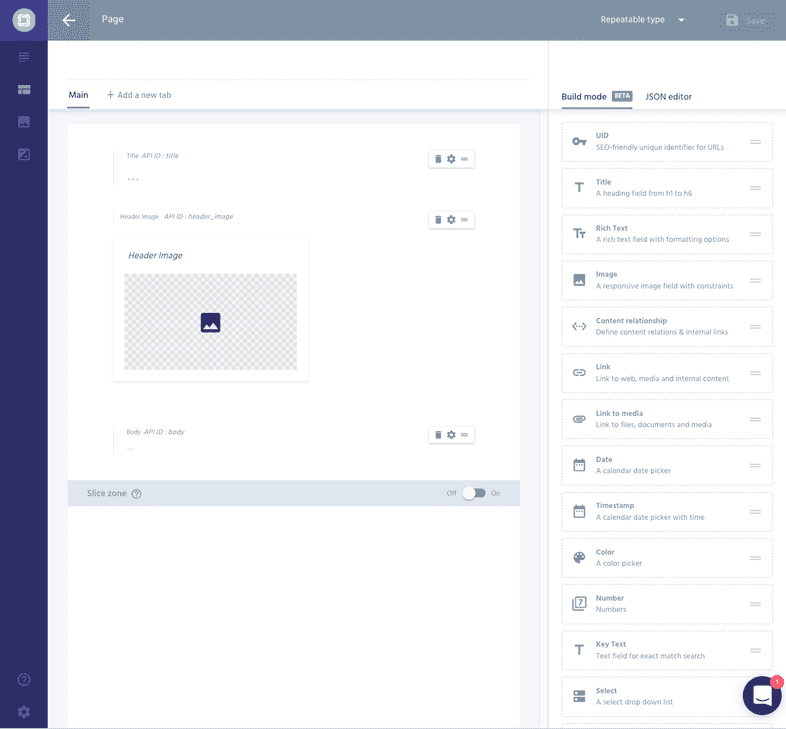 Page
Repeatable type
Save
Main
+ Add a new tab
Build mode BETA
JSON editor
Title API ID : title
...
Header Image API ID : header_image
Header Image
Body API ID : body
...
Slice zone ?
Off
On
UID
SEO-friendly unique identifier for URLs
Title
A heading field from h1 to h6
Rich Text
A rich text field with formatting options
Image
A responsive image field with constraints
Content relationship
Define content relations & internal links
Link
Link to web, media and internal content
Link to media
Link to files, documents and media
Date
A calendar date picker
Timestamp
A calendar date picker with time
Color
A color picker
7
Number
Numbers
Key Text
Text field for exact match search
Select
A select drop down list
1